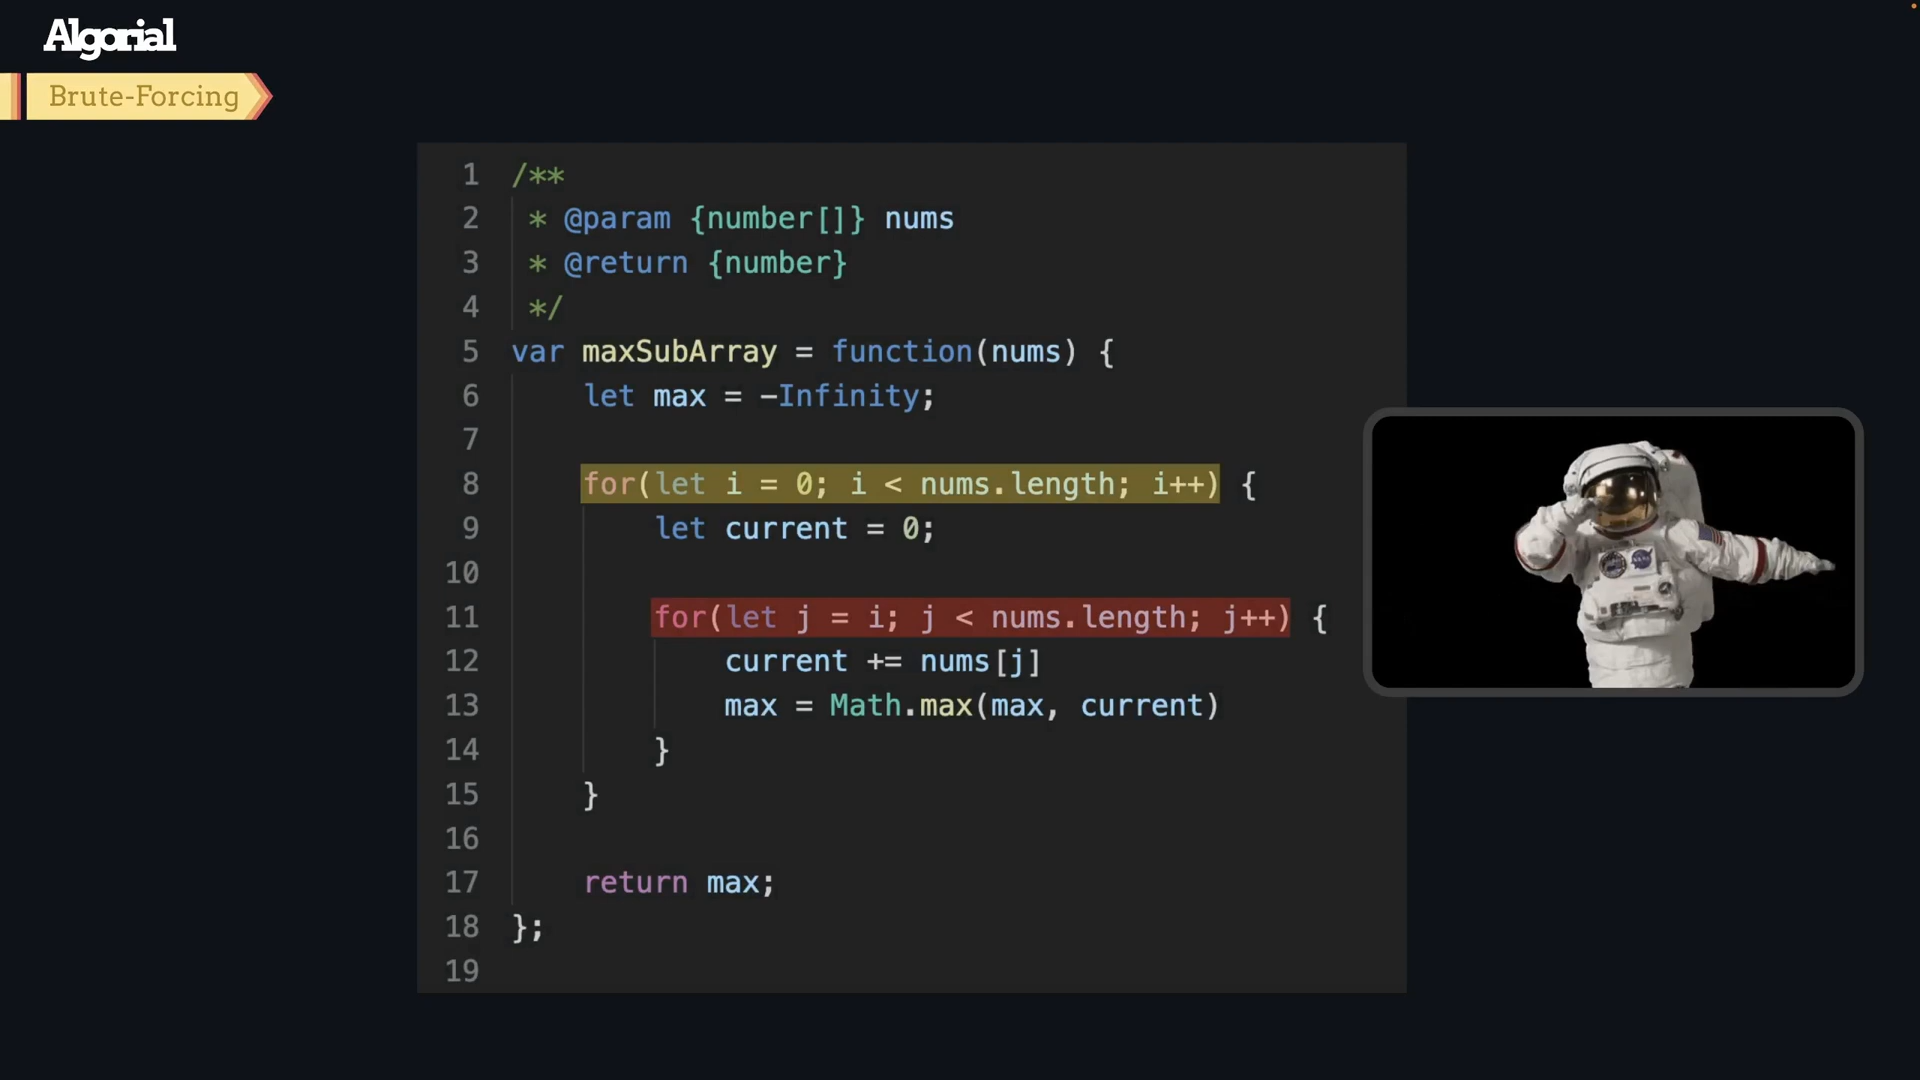 Algorial
Brute-Forcing
1 /**
2 * @param {number[]} nums
3 * @return {number}
4 */
5 var maxSubArray = function(nums) {
6 let max = -Infinity;
7
8 for(let i = 0; i < nums.length; i++) {
9 let current = 0;
10
11 for(let j = i; j < nums.length; j++) {
12 current += nums[j]
13 max = Math.max(max, current)
14 }
15 }
16
17 return max;
18 };
19